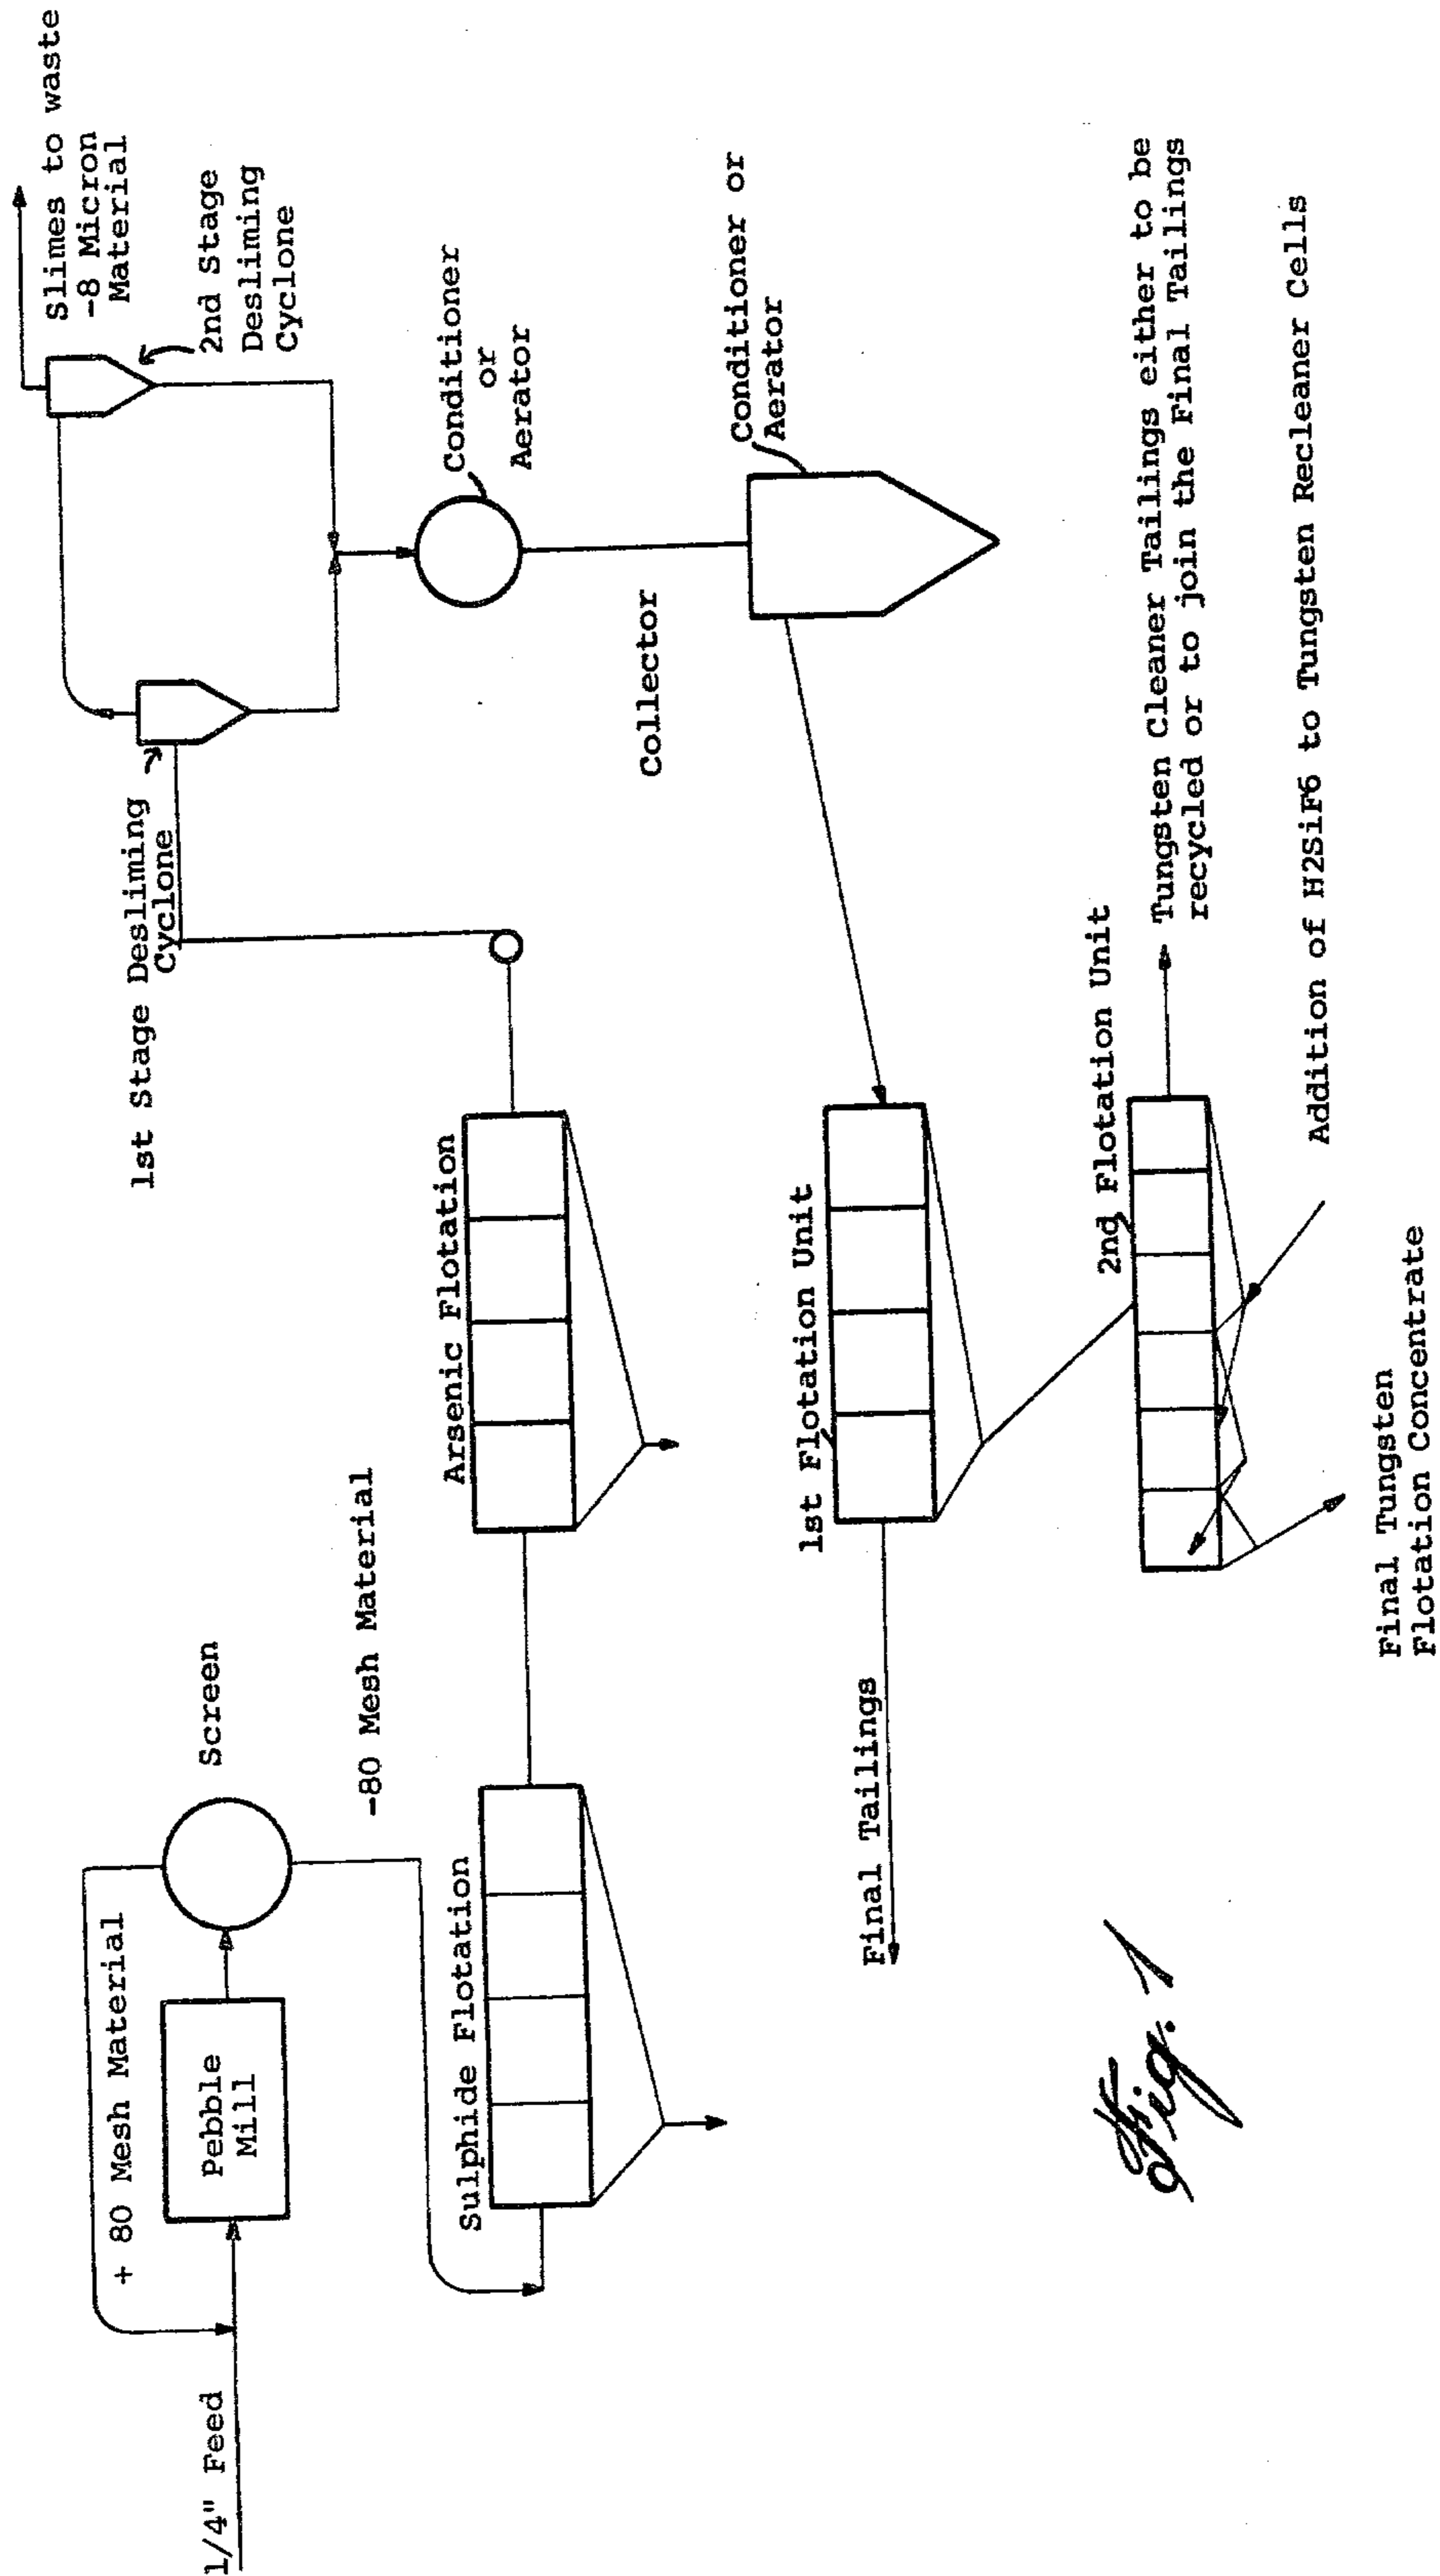 1/4" Feed
+ 80 Mesh Material
Pebble
Mill
Screen
-80 Mesh Material
Sulphide Flotation
Arsenic Flotation
1st Stage Desliming
Cyclone
Slimes to waste
-8 Micron
Material
2nd Stage
Desliming
Cyclone
Conditioner
or
Aerator
Collector
Conditioner or
Aerator
1st Flotation Unit
Final Tailings
2nd Flotation Unit
Tungsten Cleaner Tailings either to be
recycled or to join the Final Tailings
Addition of H2SiF6 to Tungsten Recleaner Cells
Final Tungsten
Flotation Concentrate
Fig. 1